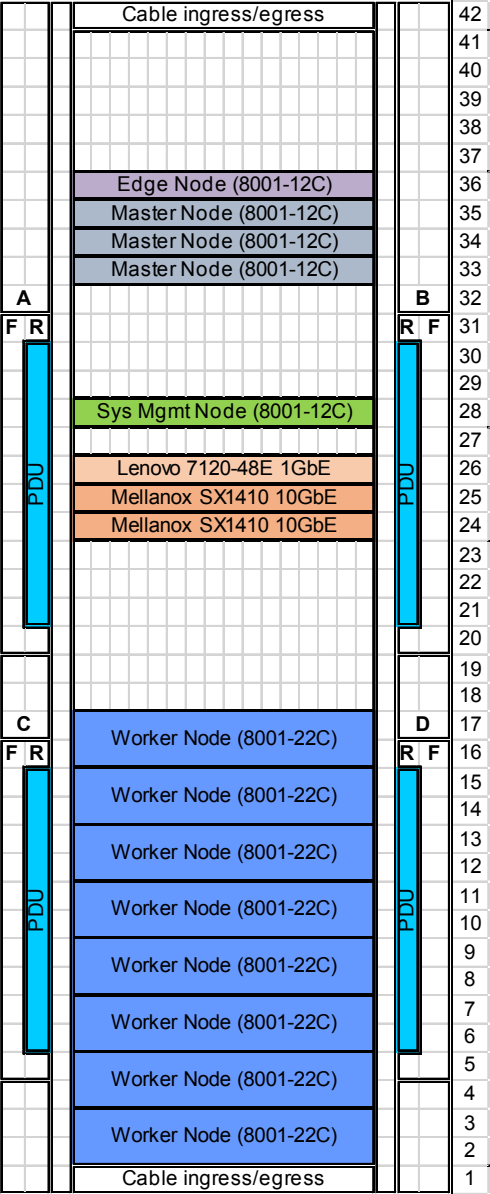 Cable ingress/egress 42
41
40
39
38
37
Edge Node (8001-12C) 36
Master Node (8001-12C) 35
Master Node (8001-12C) 34
Master Node (8001-12C) 33
A B 32
F R R F 31
30
29
Sys Mgmt Node (8001-12C) 28
27
PDU Lenovo 7120-48E 1GbE PDU 26
Mellanox SX1410 10GbE 25
Mellanox SX1410 10GbE 24
23
22
21
20
19
18
C Worker Node (8001-22C) D 17
F R R F 16
Worker Node (8001-22C) 15
14
Worker Node (8001-22C) 13
12
PDU Worker Node (8001-22C) PDU 11
10
Worker Node (8001-22C) 9
8
Worker Node (8001-22C) 7
6
Worker Node (8001-22C) 5
4
Worker Node (8001-22C) 3
2
Cable ingress/egress 1